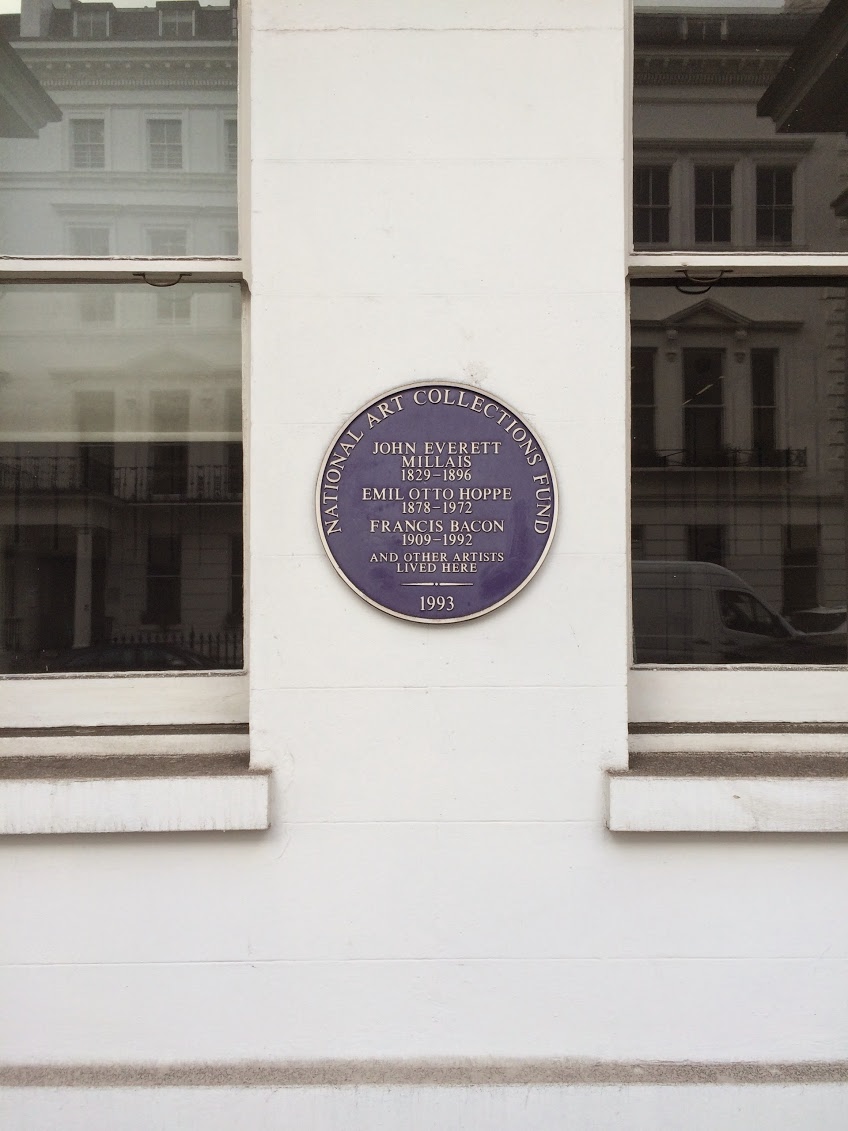 NATIONAL ART COLLECTIONS FUND
JOHN EVERETT
MILLAIS
1829–1896
EMIL OTTO HOPPE
1878–1972
FRANCIS BACON
1909–1992
AND OTHER ARTISTS
LIVED HERE
1993